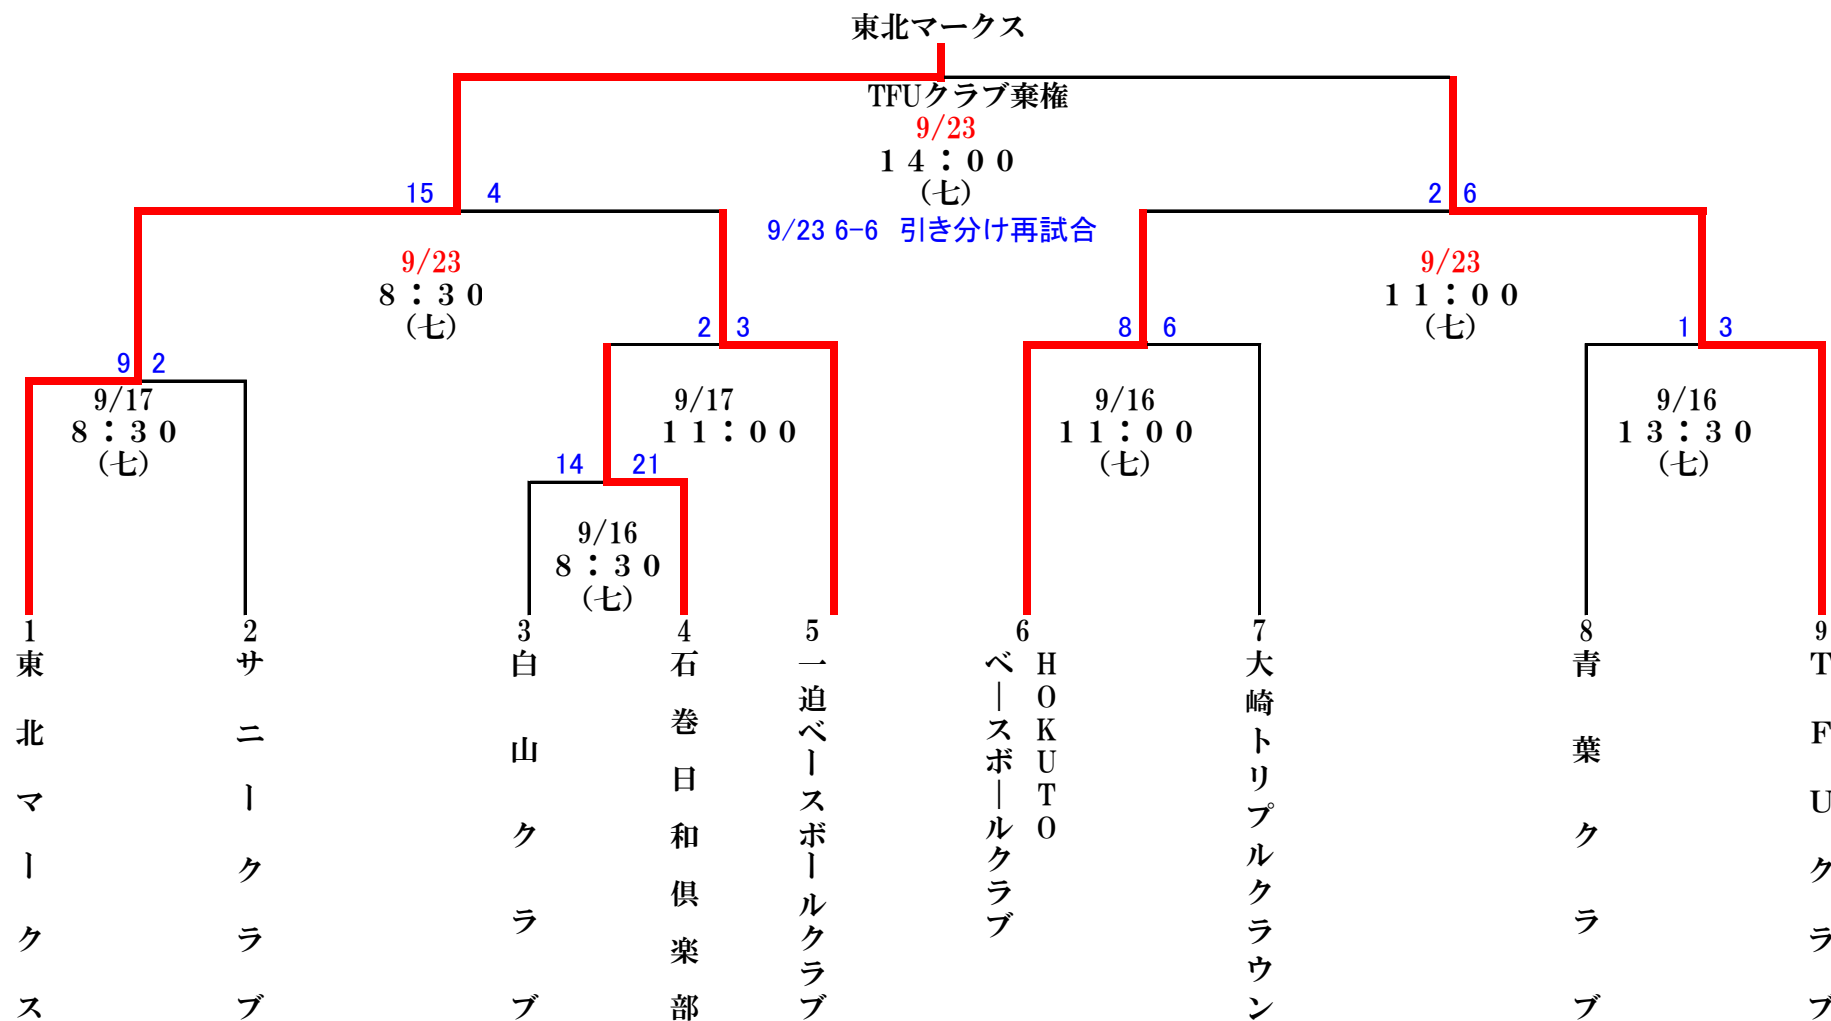 東北マークス
TFUクラブ棄権
9/23
１４：００
（七）
15 4
2 6
9/23 6-6 引き分け再試合
9/23
８：３０
（七）
9/23
１１：００
（七）
9 2
9/17
８：３０
（七）
2 3
9/17
１１：００
8 6
9/16
１１：００
（七）
1 3
9/16
１３：３０
（七）
14 21
9/16
８：３０
（七）
1
東北マークス
2
サニークラブ
3
白山クラブ
4
石巻日和倶楽部
5
一迫ベースボールクラブ
6
HOKUTO
ベースボールクラブ
7
大崎トリプルクラウン
8
青葉クラブ
9
TFUクラブ